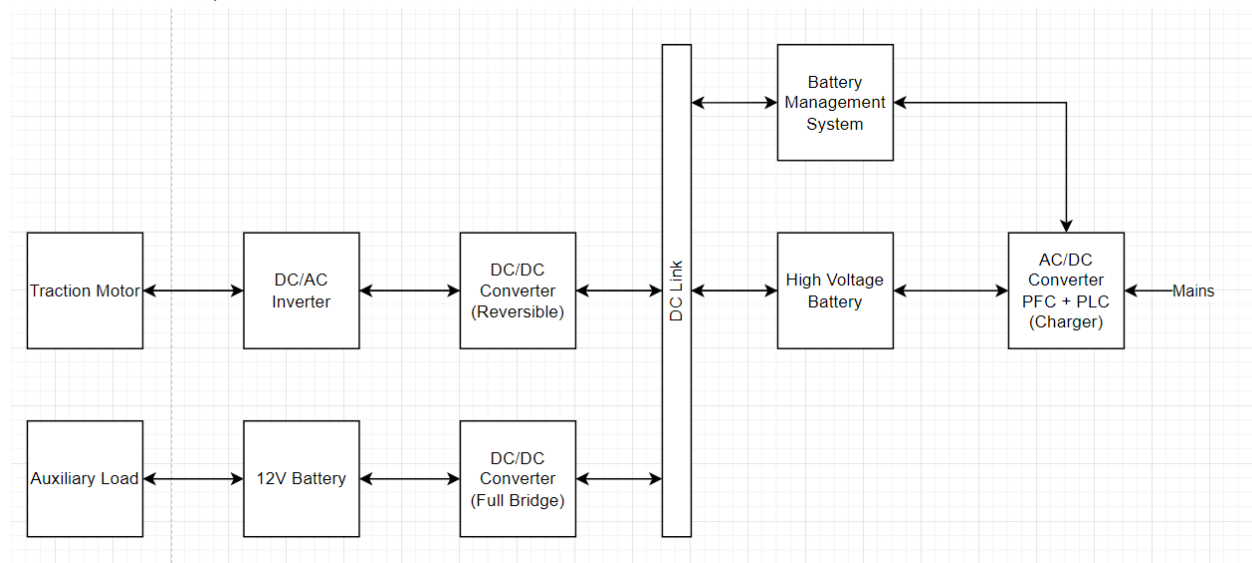 Battery
Management
System
Traction Motor
DC/AC
Inverter
DC/DC
Converter
(Reversible)
DC Link
High Voltage
Battery
AC/DC
Converter
PFC + PLC
(Charger)
Mains
Auxiliary Load
12V Battery
DC/DC
Converter
(Full Bridge)